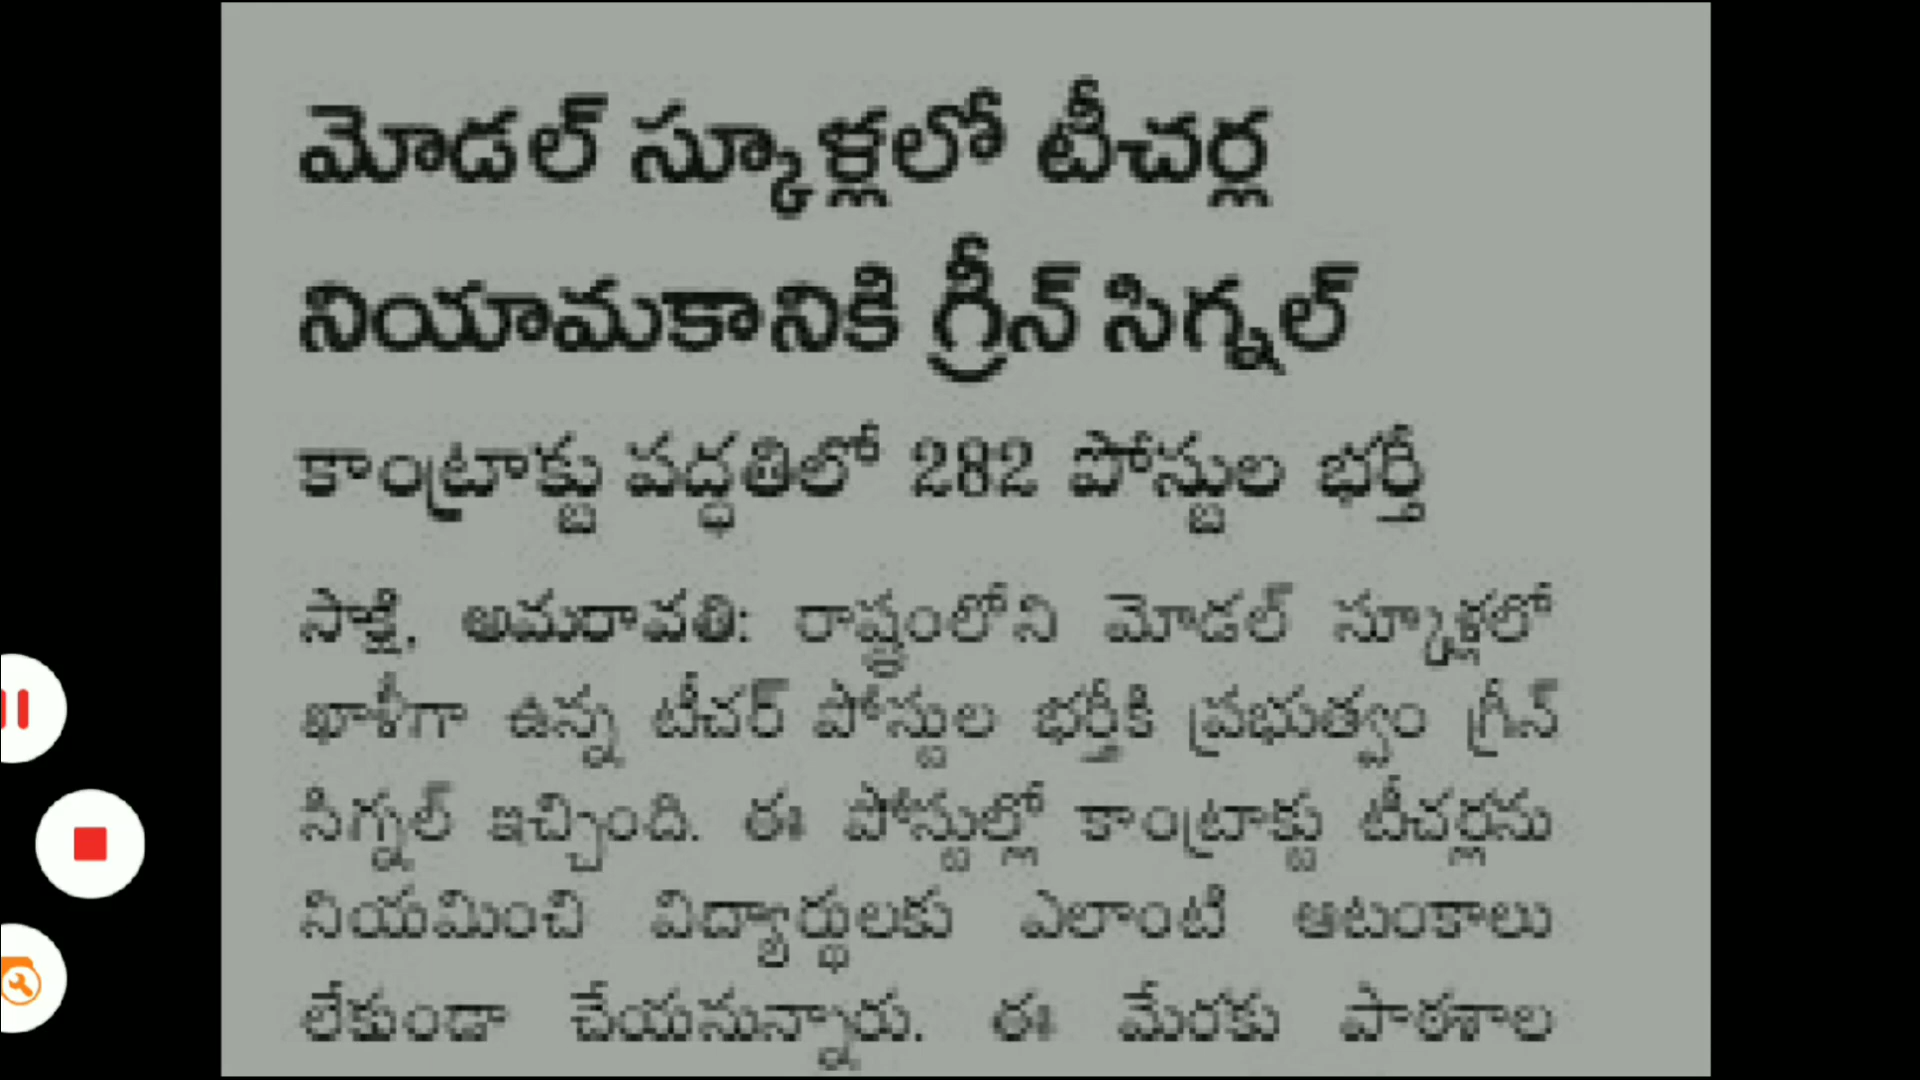 మోడల్ స్కూళ్లలో టీచర్ల
నియామకానికి గ్రీన్ సిగ్నల్
కాంట్రాక్టు పద్ధతిలో 282 పోస్టుల భర్తీ
సాక్షి, అమరావతి: రాష్ట్రంలోని మోడల్ స్కూళ్లలో
ఖాళీగా ఉన్న టీచర్ పోస్టుల భర్తీకి ప్రభుత్వం గ్రీన్
సిగ్నల్ ఇచ్చింది. ఈ పోస్టుల్లో కాంట్రాక్టు టీచర్లను
నియమించి విద్యార్థులకు ఎలాంటి ఆటంకాలు
లేకుండా చేయనున్నారు. ఈ మేరకు పాఠశాల